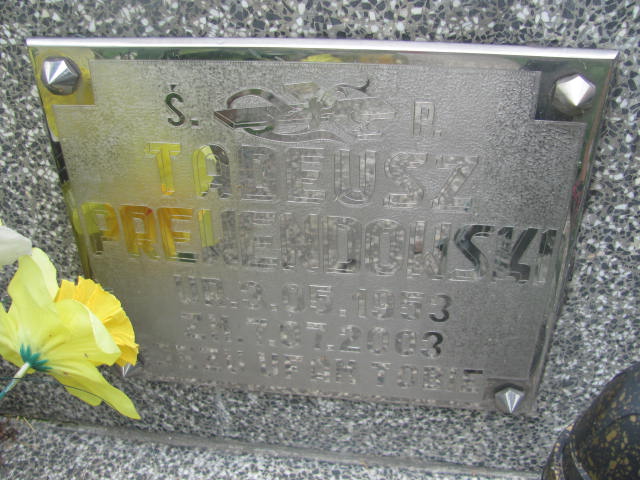 Ś. P.
TADEUSZ
UR. 3.05.1953
ZM. 7.07.2003
UFAM TOBIE